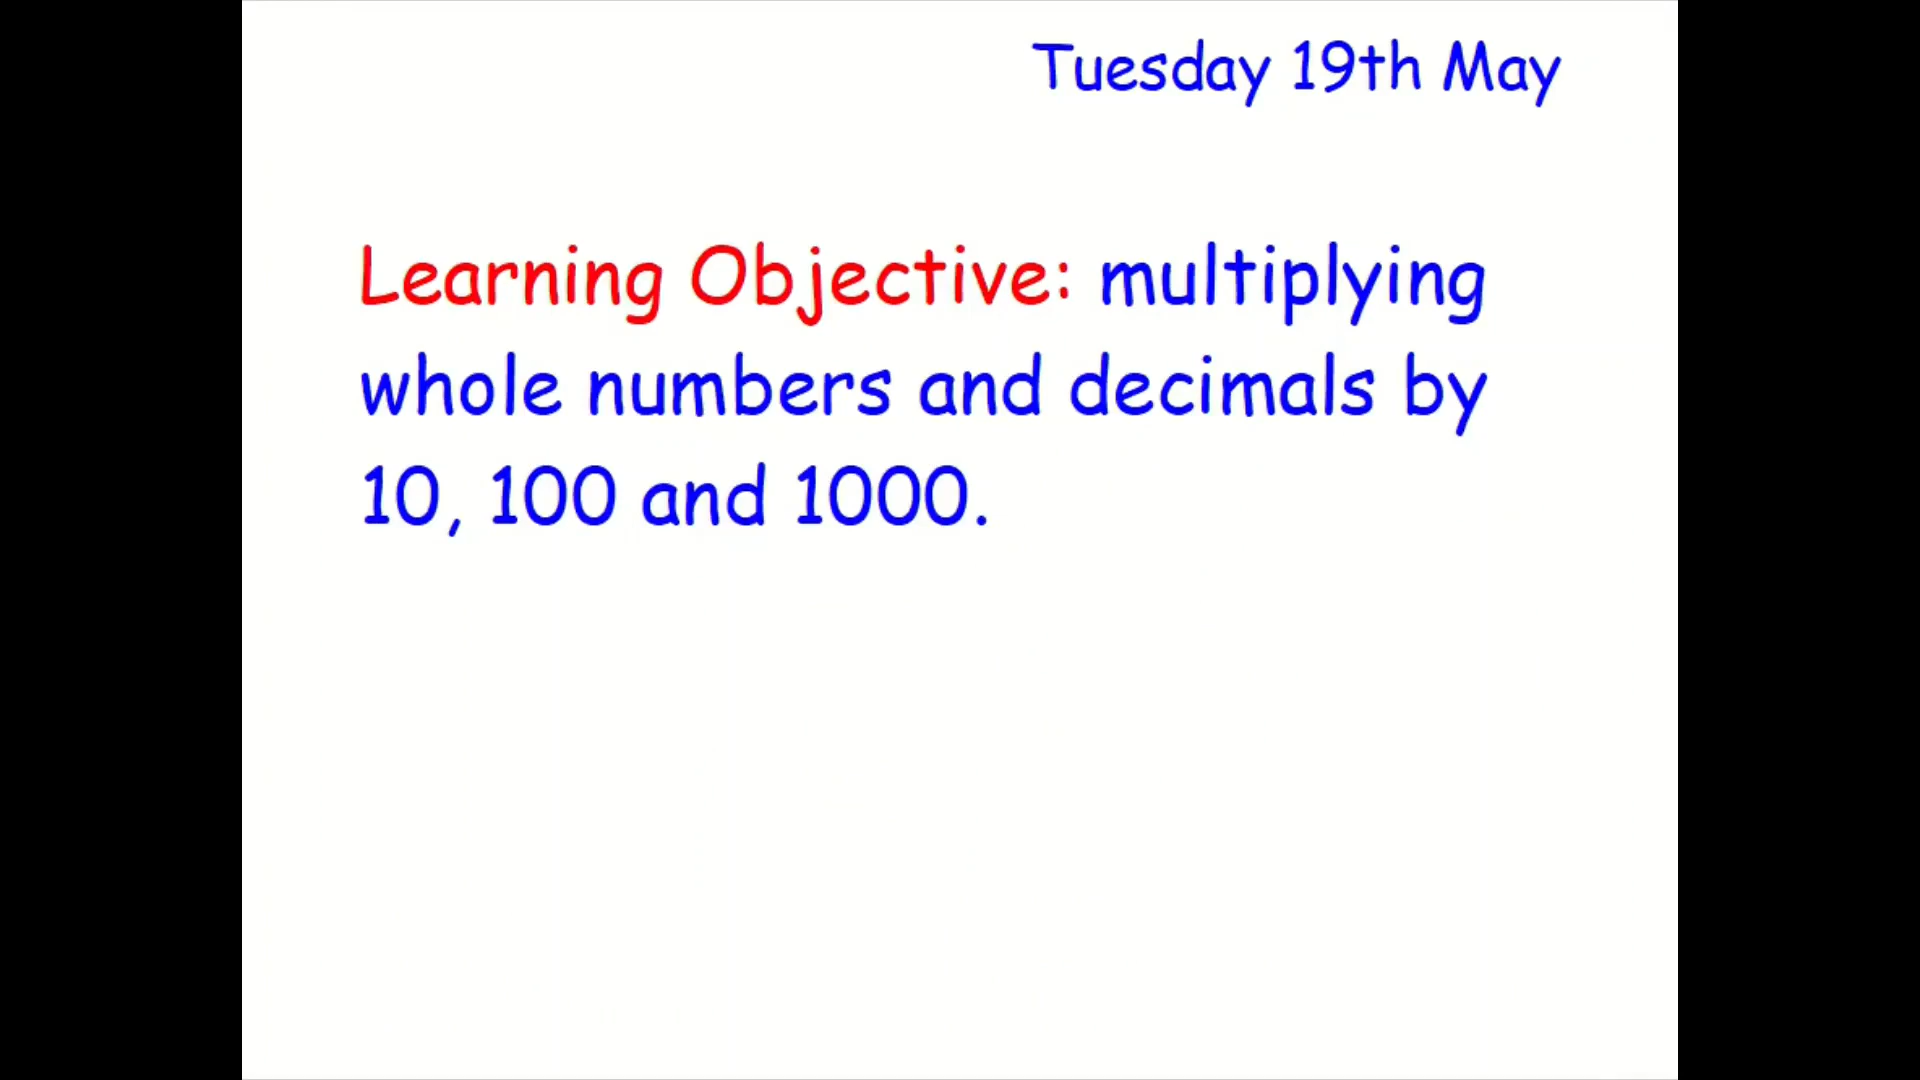 Tuesday 19th May
Learning Objective: multiplying
whole numbers and decimals by
10, 100 and 1000.